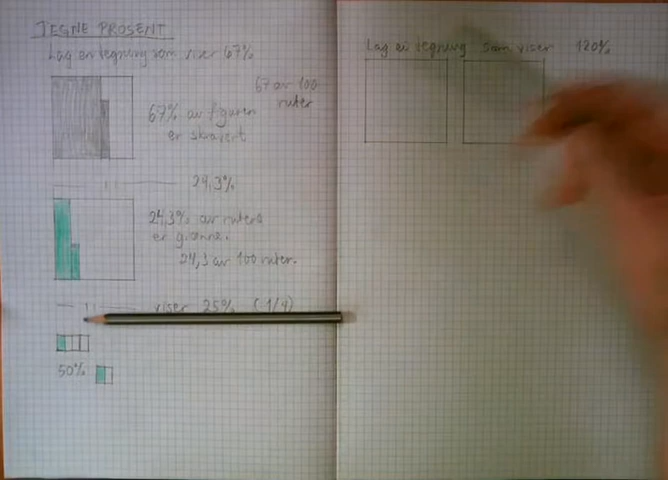 TEGNE PROSENT
Lag en tegning som viser 67%
67 av 100
ruter
67% av figuren
er skravert
24,3%
24,3% av rutene
er grønne.
24,3 av 100 ruter.
viser 25% (1/4)
50%
Lag ei tegning som viser 120%